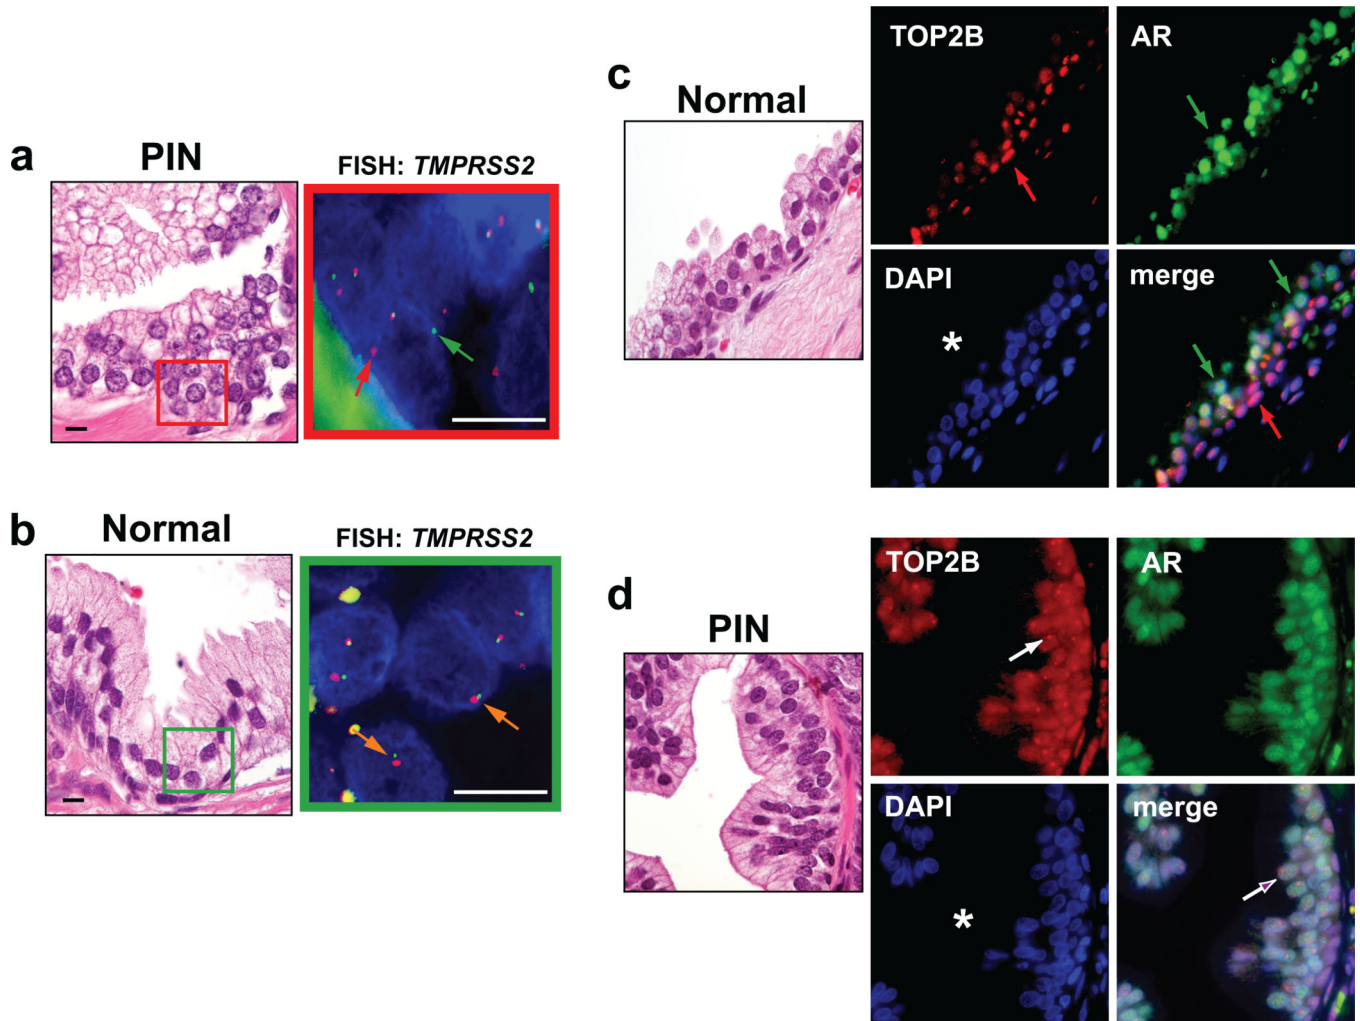 a
PIN
FISH: TMPRSS2
b
Normal
FISH: TMPRSS2
c
Normal
TOP2B
AR
DAPI
*
merge
d
PIN
TOP2B
AR
DAPI
*
merge